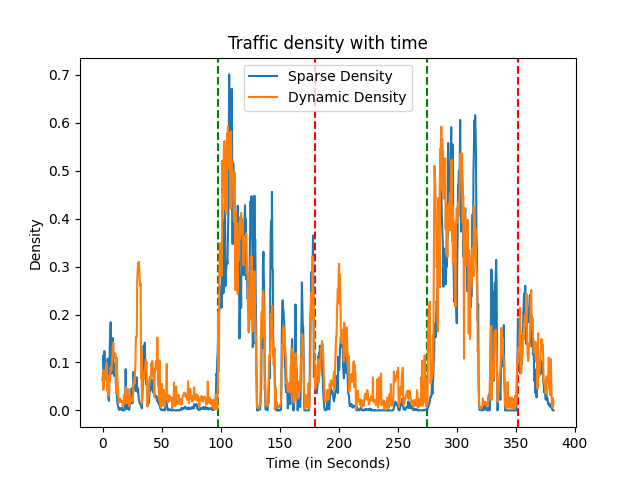 Traffic density with time
Sparse Density
Dynamic Density
0.7
0.6
0.5
0.4
0.3
0.2
0.1
0.0
Density
0 50 100 150 200 250 300 350 400
Time (in Seconds)